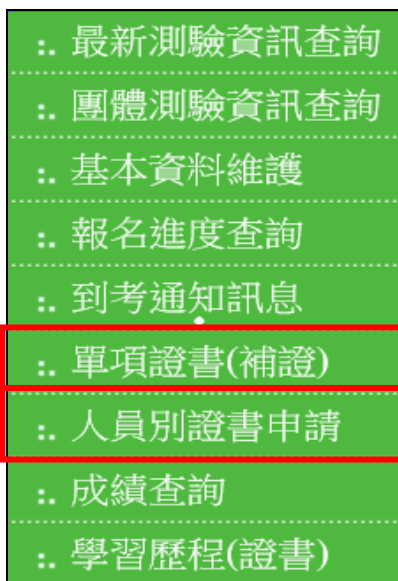 :. 最新測驗資訊查詢
:. 團體測驗資訊查詢
:. 基本資料維護
:. 報名進度查詢
:. 到考通知訊息
:. 單項證書(補證)
:. 人員別證書申請
:. 成績查詢
:. 學習歷程(證書)